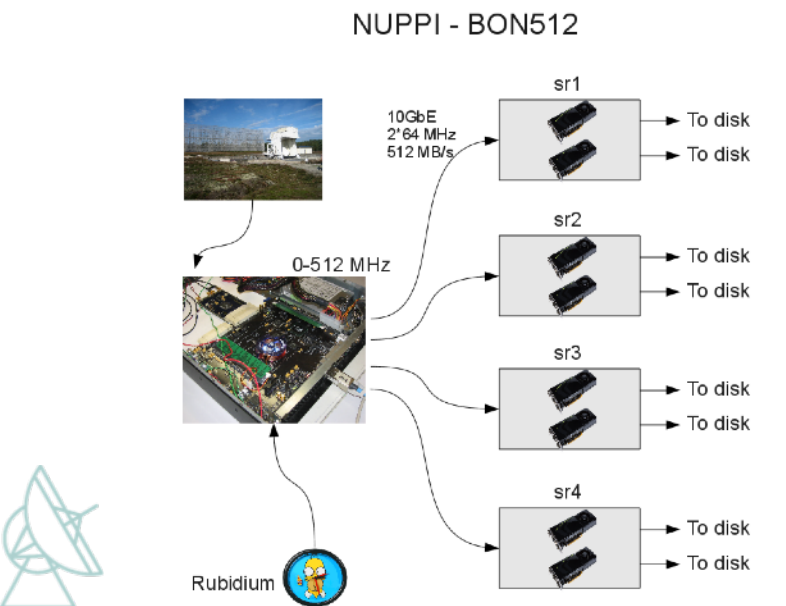 NUPPI - BON512
sr1
10GbE
2*64 MHz
512 MB/s
To disk
To disk
sr2
0-512 MHz
To disk
To disk
sr3
To disk
To disk
sr4
To disk
To disk
Rubidium